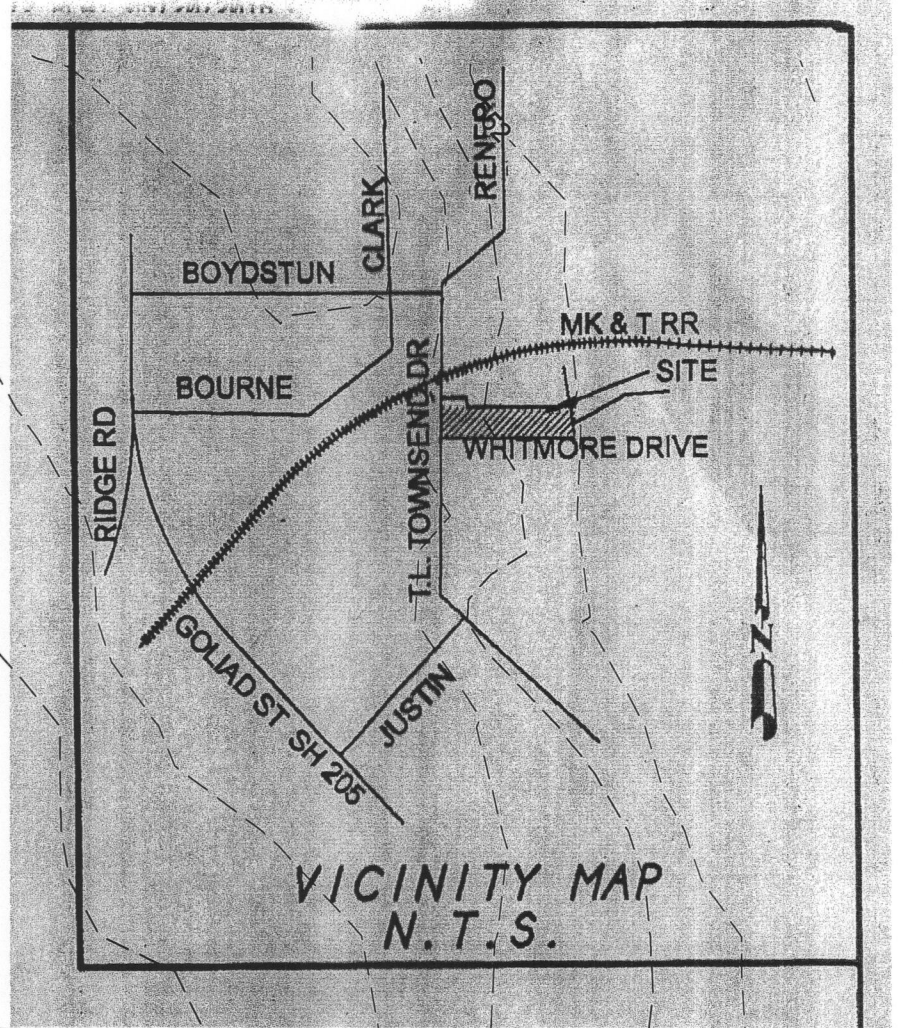 RENFRO
CLARK
BOYDSTUN
MK & T RR
SITE
BOURNE
WHITMORE DRIVE
RIDGE RD
T.L. TOWNSEND DR
N
GOLIAD ST SH 205
JUSTIN
VICINITY MAP
N.T.S.